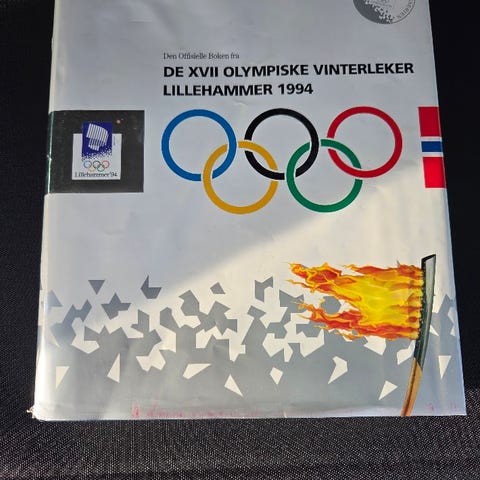 Den Offisielle Boken fra
DE XVII OLYMPISKE VINTERLEKER
LILLEHAMMER 1994
Lillehammer'94